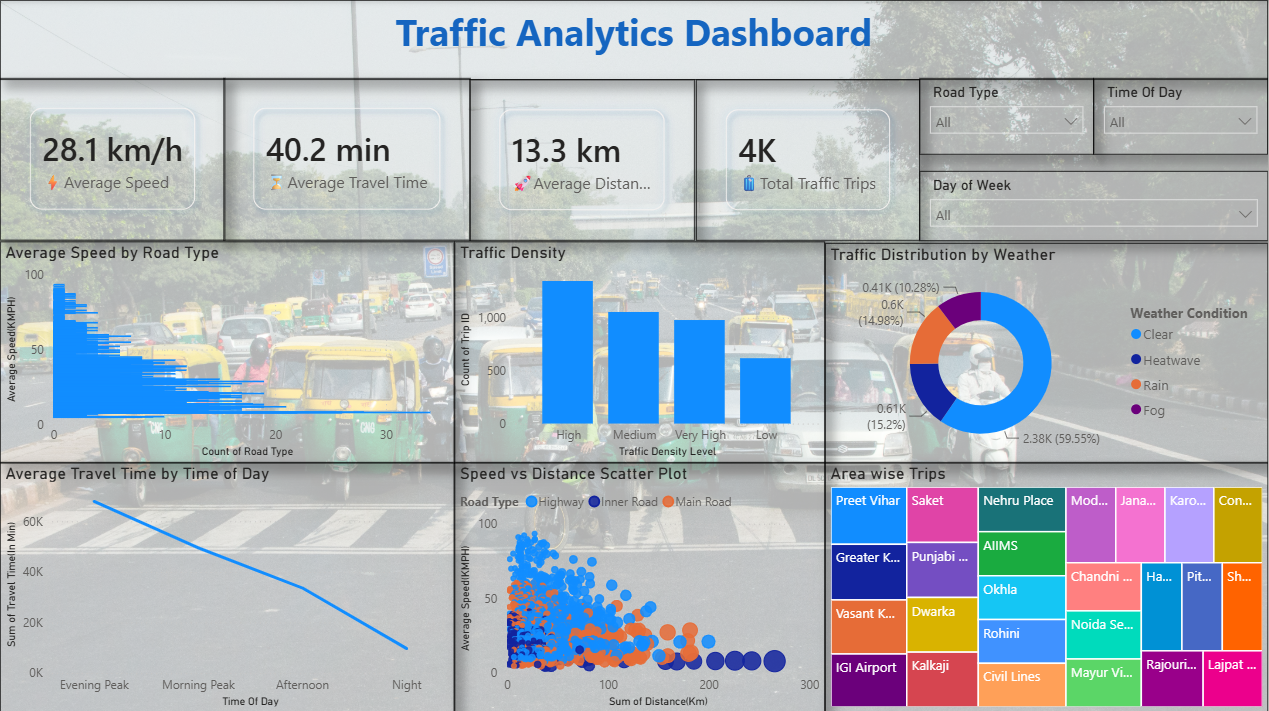 Traffic Analytics Dashboard
28.1 km/h
⚡ Average Speed
40.2 min
⏳ Average Travel Time
13.3 km
🚀 Average Distan...
4K
🧳 Total Traffic Trips
Road Type
All
Time Of Day
All
Day of Week
All
Average Speed by Road Type
Average Speed(KMPH)
100
50
0
0 10 20 30
Count of Road Type
Traffic Density
Count of Trip ID
1,000
500
0
High Medium Very High Low
Traffic Density Level
Traffic Distribution by Weather
0.41K (10.28%)
0.6K
(14.98%)
0.61K
(15.2%)
2.38K (59.55%)
Weather Condition
Clear
Heatwave
Rain
Fog
Average Travel Time by Time of Day
Sum of Travel Time(In Min)
60K
40K
20K
0K
Evening Peak Morning Peak Afternoon Night
Time Of Day
Speed vs Distance Scatter Plot
Road Type Highway Inner Road Main Road
Average Speed(KMPH)
100
50
0
0 100 200 300
Sum of Distance(Km)
Area wise Trips
Preet Vihar
Greater K...
Vasant K...
IGI Airport
Saket
Punjabi ...
Dwarka
Kalkaji
Nehru Place
AIIMS
Okhla
Rohini
Civil Lines
Mod...
Jana...
Karo...
Con...
Chandni ...
Noida Se...
Mayur Vi...
Ha...
Pit...
Sh...
Rajouri...
Lajpat ...